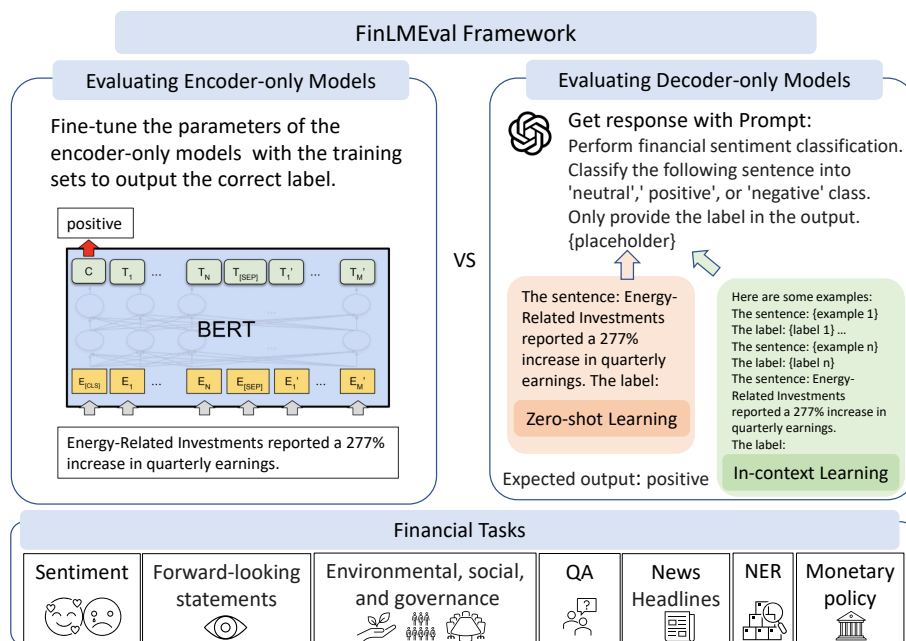 FinLMEval Framework
Evaluating Encoder-only Models
Fine-tune the parameters of the
encoder-only models with the training
sets to output the correct label.
positive
C T1 ... TN T[SEP] T1' ... TM'
BERT
E[CLS] E1 ... EN E[SEP] E1' ... EM'
Energy-Related Investments reported a 277%
increase in quarterly earnings.
VS
Evaluating Decoder-only Models
Get response with Prompt:
Perform financial sentiment classification.
Classify the following sentence into
'neutral',' positive', or 'negative' class.
Only provide the label in the output.
{placeholder}
The sentence: Energy-
Related Investments
reported a 277%
increase in quarterly
earnings. The label:
Zero-shot Learning
Here are some examples:
The sentence: {example 1}
The label: {label 1} ...
The sentence: {example n}
The label: {label n}
The sentence: Energy-
Related Investments
reported a 277% increase in
quarterly earnings.
The label:
In-context Learning
Expected output: positive
Financial Tasks
Sentiment
Forward-looking
statements
Environmental, social,
and governance
QA
?
News
Headlines
NER
Monetary
policy